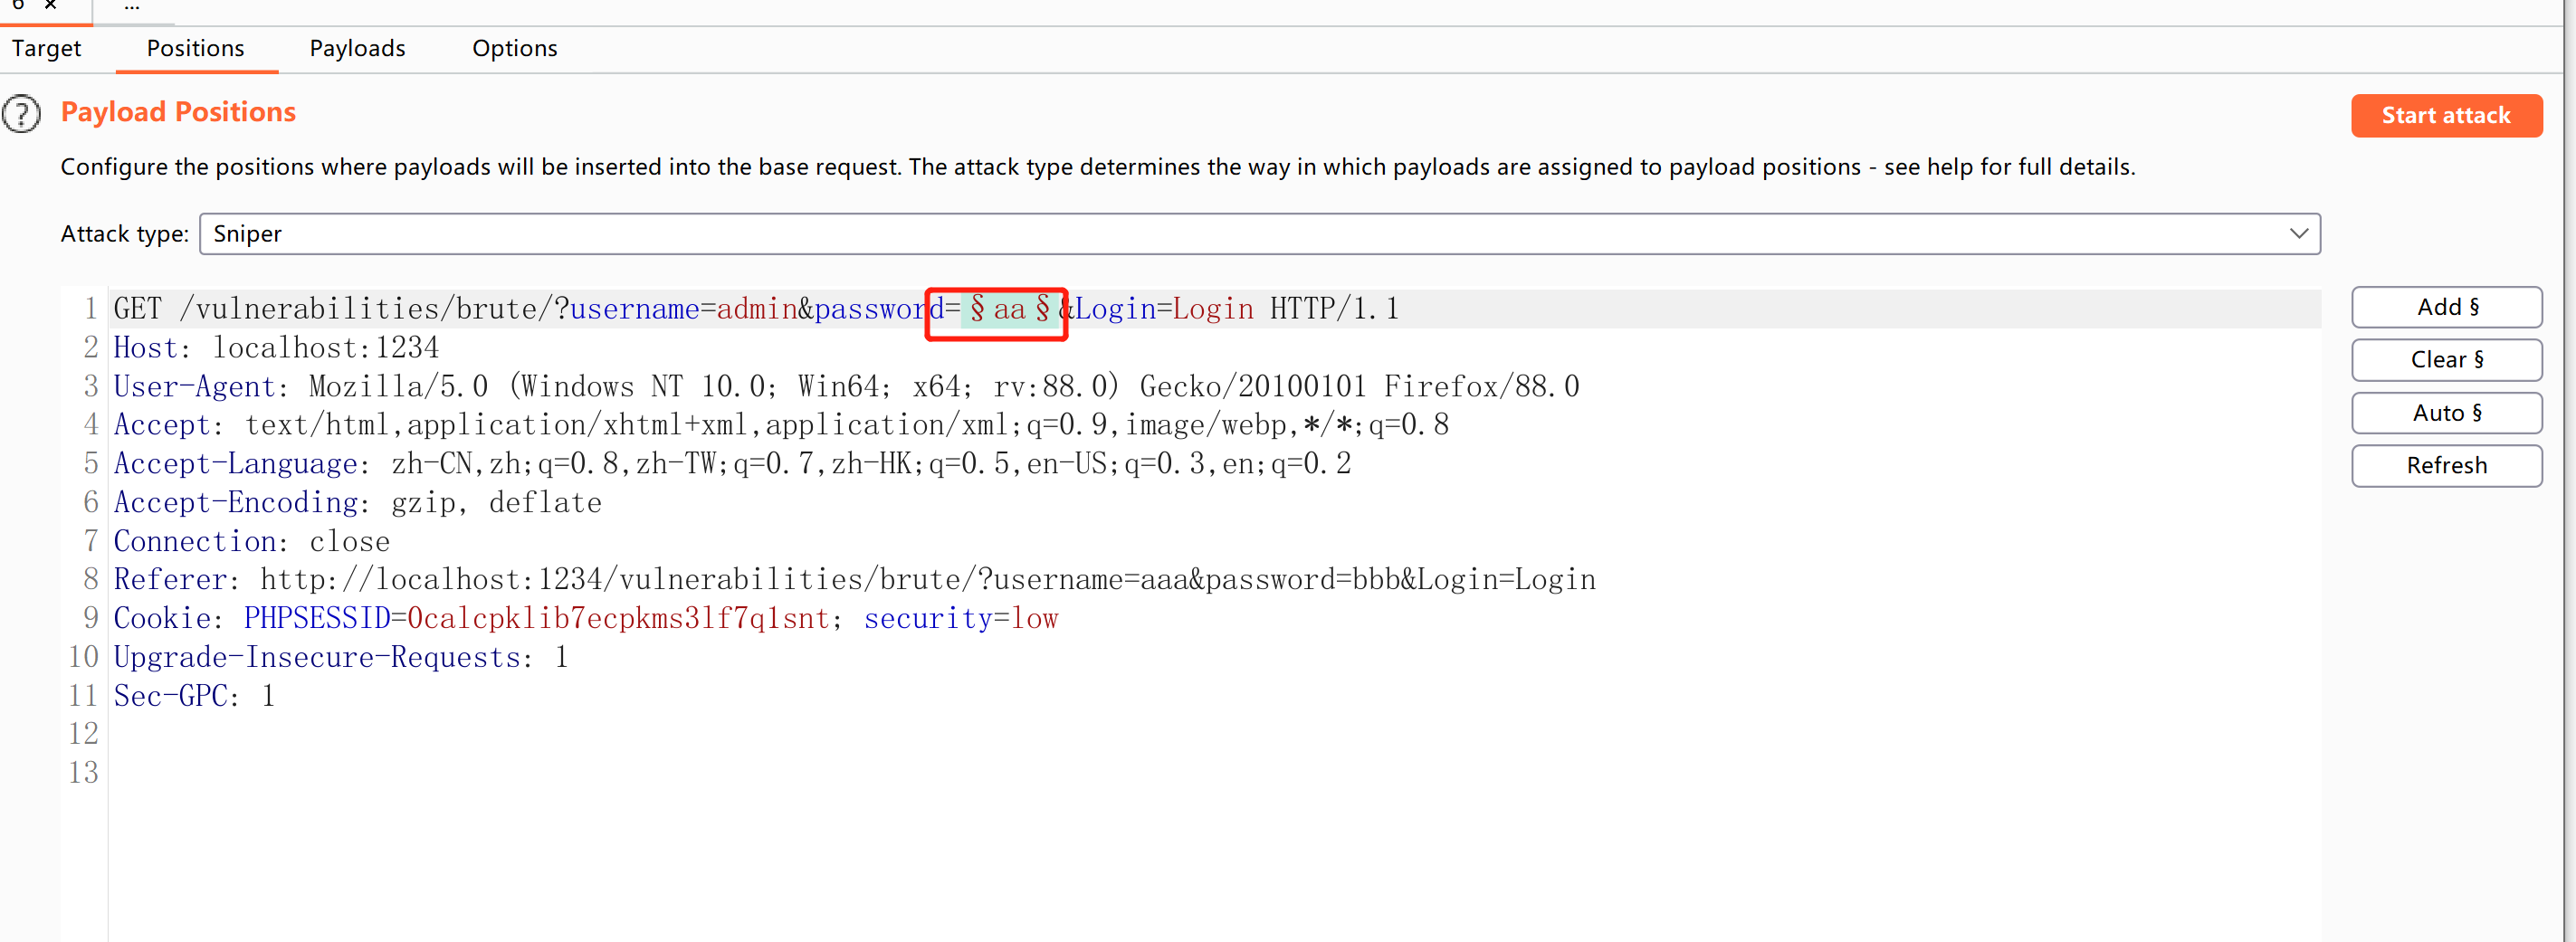 6 × ...
Target Positions Payloads Options
? Payload Positions Start attack
Configure the positions where payloads will be inserted into the base request. The attack type determines the way in which payloads are assigned to payload positions - see help for full details.
Attack type: Sniper
1 GET /vulnerabilities/brute/?username=admin&password=§aa§&Login=Login HTTP/1.1
2 Host: localhost:1234
3 User-Agent: Mozilla/5.0 (Windows NT 10.0; Win64; x64; rv:88.0) Gecko/20100101 Firefox/88.0
4 Accept: text/html,application/xhtml+xml,application/xml;q=0.9,image/webp,*/*;q=0.8
5 Accept-Language: zh-CN,zh;q=0.8,zh-TW;q=0.7,zh-HK;q=0.5,en-US;q=0.3,en;q=0.2
6 Accept-Encoding: gzip, deflate
7 Connection: close
8 Referer: http://localhost:1234/vulnerabilities/brute/?username=aaa&password=bbb&Login=Login
9 Cookie: PHPSESSID=0calcpklib7ecpkms3lf7q1snt; security=low
10 Upgrade-Insecure-Requests: 1
11 Sec-GPC: 1
12
13
Add §
Clear §
Auto §
Refresh